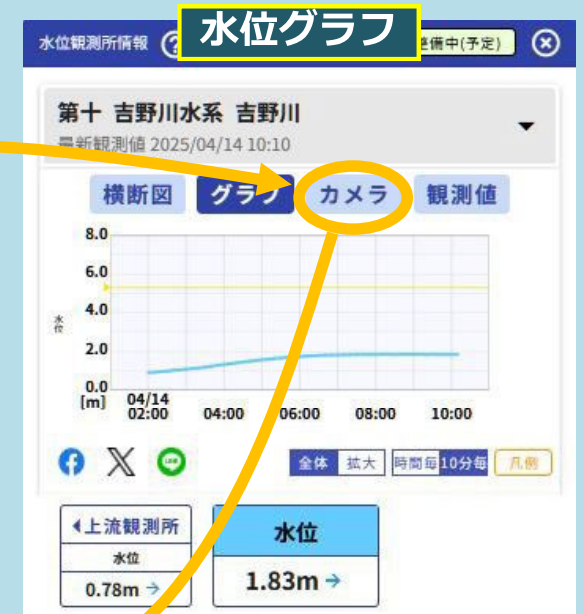 水位グラフ
水位観測所情報 ?
整備中(予定)
第十 吉野川水系 吉野川
最新観測値 2025/04/14 10:10
横断図 グラフ カメラ 観測値
8.0
6.0
4.0
2.0
0.0
[m]
水位
04/14
02:00 04:00 06:00 08:00 10:00
全体 拡大 時間毎 10分毎 凡例
上流観測所
水位
0.78m →
水位
1.83m →